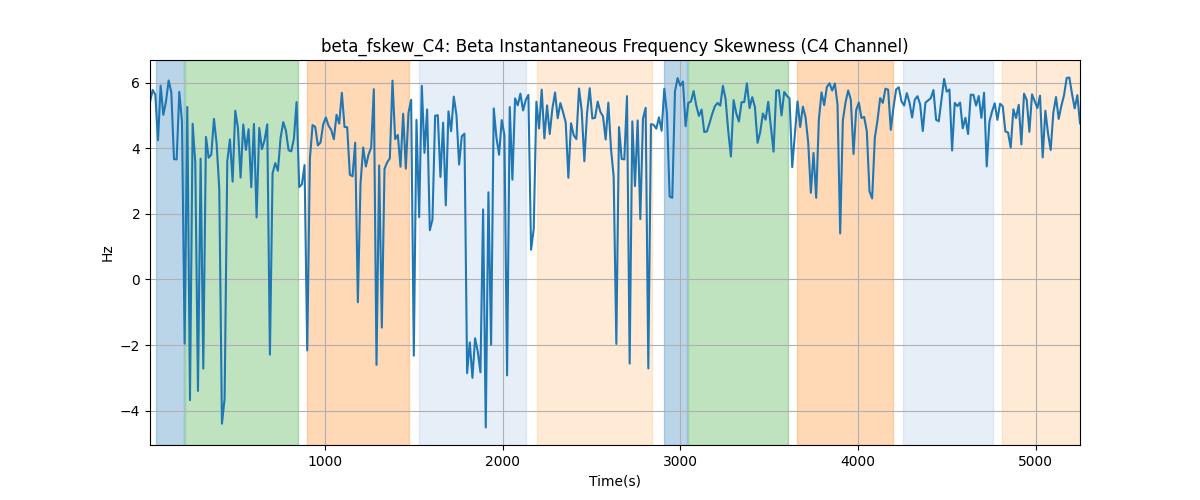 beta_fskew_C4: Beta Instantaneous Frequency Skewness (C4 Channel)
6
4
2
0
−2
−4
Hz
1000 2000 3000 4000 5000
Time(s)